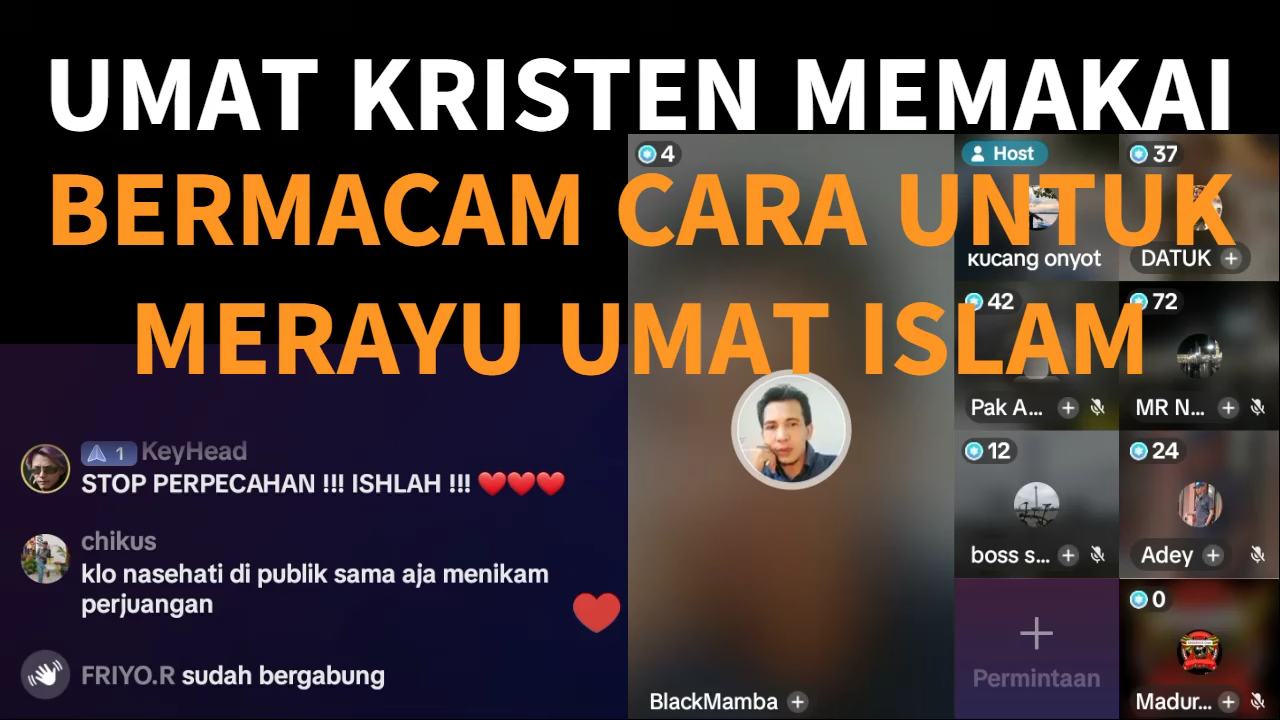 UMAT KRISTEN MEMAKAI
BERMACAM CARA UNTUK
MERAYU UMAT ISLAM
4
Host
37
Kucang onyot
DATUK +
42
72
Pak A... +
MR N... +
12
24
boss s... +
Adey +
0
Permintaan
Madur... +
BlackMamba +
1 KeyHead
STOP PERPECAHAN !!! ISHLAH !!! ❤️❤️❤️
chikus
klo nasehati di publik sama aja menikam
perjuangan
FRIYO.R sudah bergabung